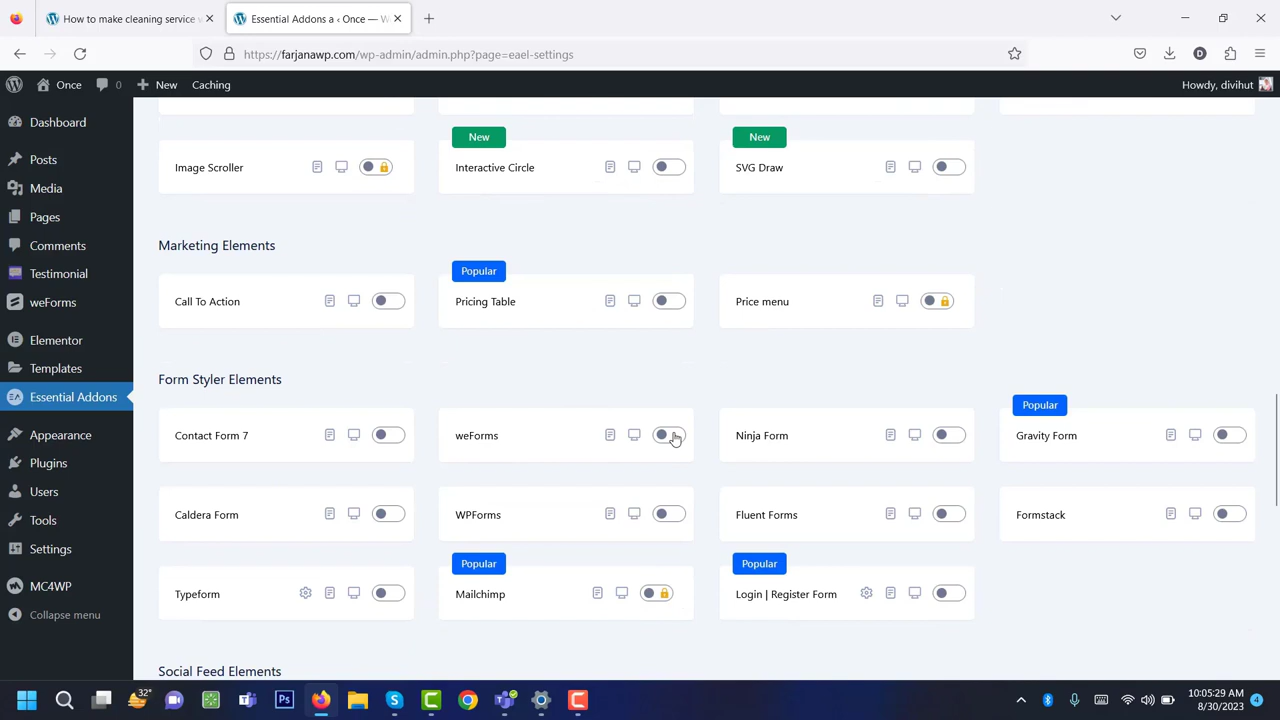 How to make cleaning service
Essential Addons a ‹ Once — W
https://farjanawp.com/wp-admin/admin.php?page=eael-settings
Once
0
New
Caching
Howdy, divihut
Dashboard
Posts
Media
Pages
Comments
Testimonial
weForms
Elementor
Templates
Essential Addons
Appearance
Plugins
Users
Tools
Settings
MC4WP
Collapse menu
New
New
Image Scroller
Interactive Circle
SVG Draw
Marketing Elements
Popular
Call To Action
Pricing Table
Price menu
Form Styler Elements
Popular
Contact Form 7
weForms
Ninja Form
Gravity Form
Caldera Form
WPForms
Fluent Forms
Formstack
Popular
Popular
Typeform
Mailchimp
Login | Register Form
Social Feed Elements
32°
Ps
10:05:29 AM
8/30/2023
4